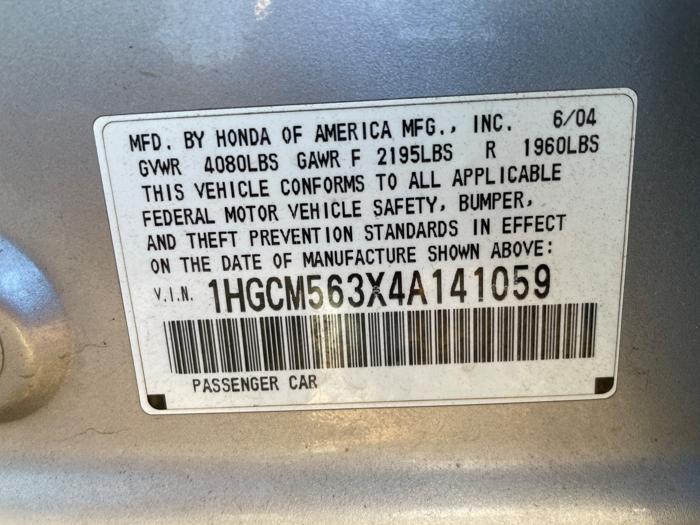 MFD. BY HONDA OF AMERICA MFG., INC. 6/04
GVWR 4080LBS GAWR F 2195LBS R 1960LBS
THIS VEHICLE CONFORMS TO ALL APPLICABLE
FEDERAL MOTOR VEHICLE SAFETY, BUMPER,
AND THEFT PREVENTION STANDARDS IN EFFECT
ON THE DATE OF MANUFACTURE SHOWN ABOVE:
V.I.N. 1HGCM563X4A141059
PASSENGER CAR